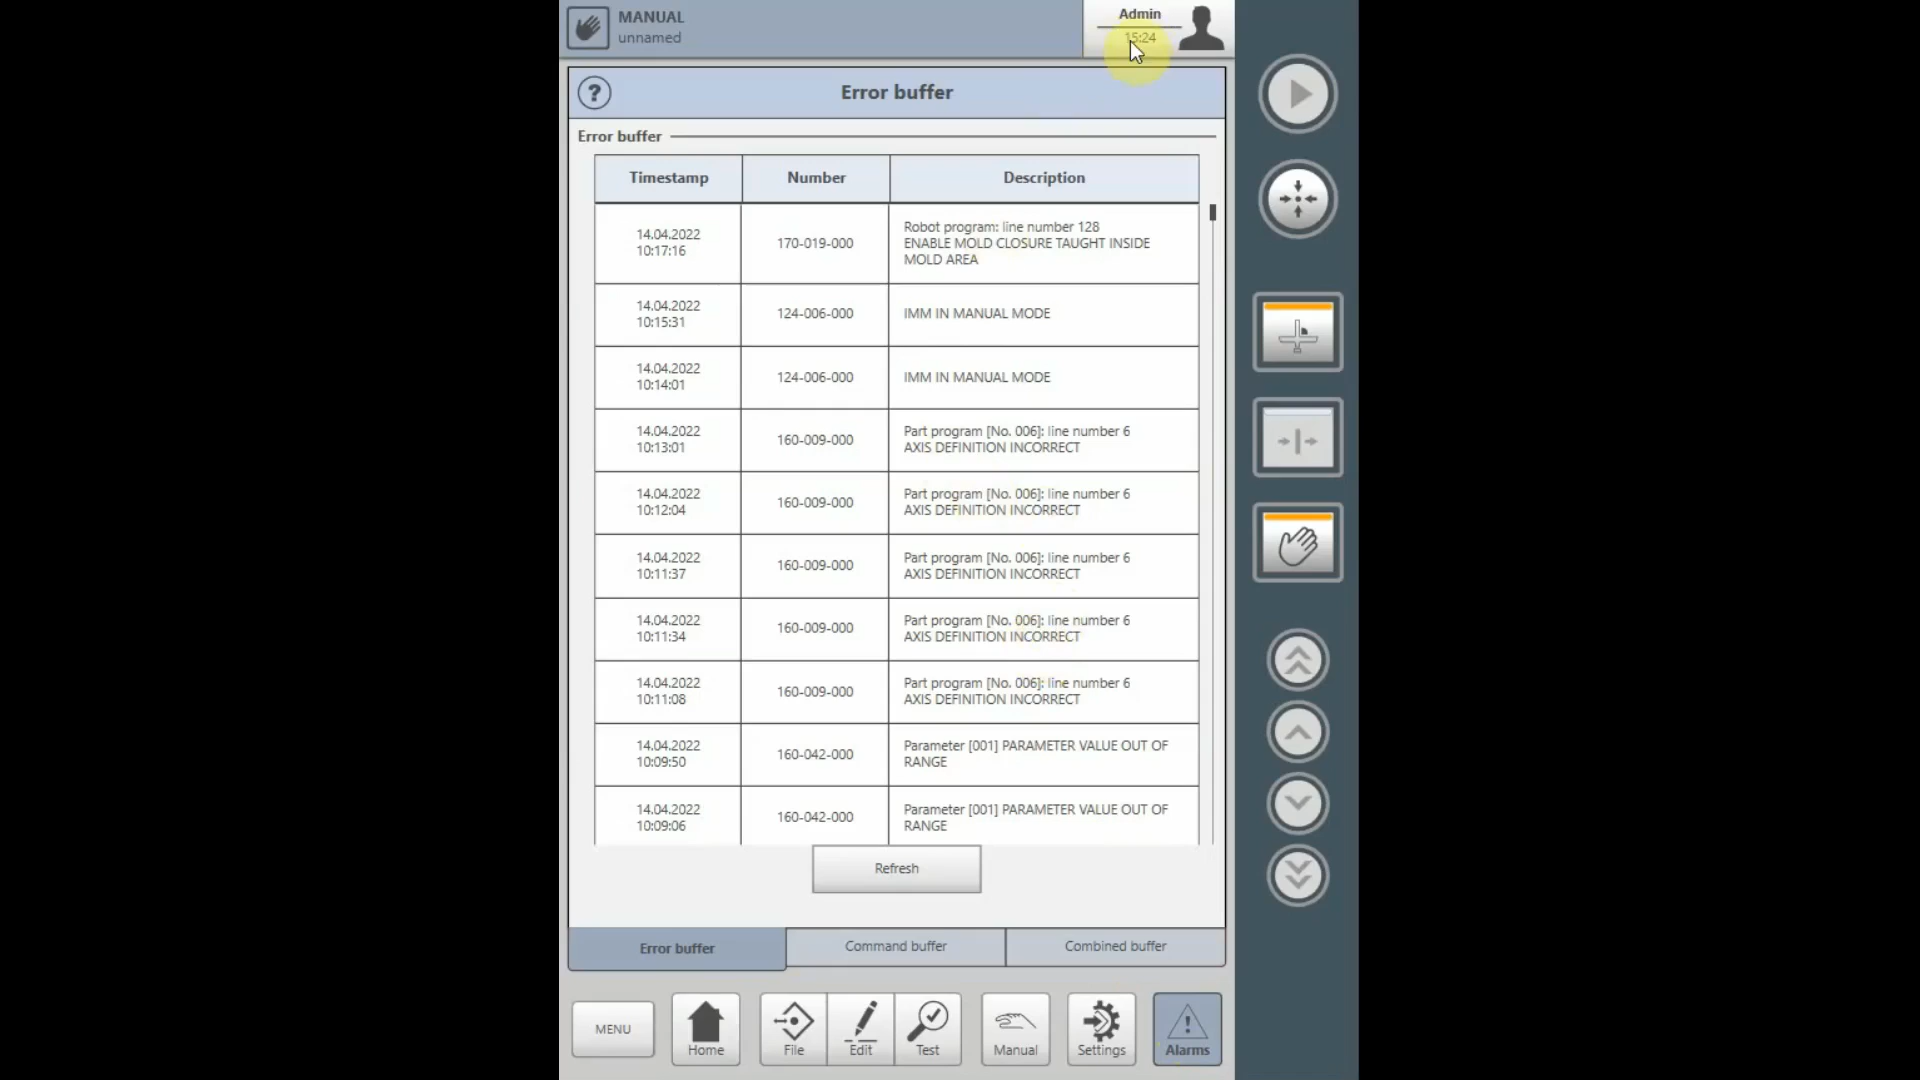 MANUAL
unnamed
Admin
15:24
?
Error buffer
Error buffer
Timestamp Number Description
14.04.2022
10:17:16
170-019-000
Robot program: line number 128
ENABLE MOLD CLOSURE TAUGHT INSIDE
MOLD AREA
14.04.2022
10:15:31
124-006-000
IMM IN MANUAL MODE
14.04.2022
10:14:01
124-006-000
IMM IN MANUAL MODE
14.04.2022
10:13:01
160-009-000
Part program [No. 006]: line number 6
AXIS DEFINITION INCORRECT
14.04.2022
10:12:04
160-009-000
Part program [No. 006]: line number 6
AXIS DEFINITION INCORRECT
14.04.2022
10:11:37
160-009-000
Part program [No. 006]: line number 6
AXIS DEFINITION INCORRECT
14.04.2022
10:11:34
160-009-000
Part program [No. 006]: line number 6
AXIS DEFINITION INCORRECT
14.04.2022
10:11:08
160-009-000
Part program [No. 006]: line number 6
AXIS DEFINITION INCORRECT
14.04.2022
10:09:50
160-042-000
Parameter [001] PARAMETER VALUE OUT OF
RANGE
14.04.2022
10:09:06
160-042-000
Parameter [001] PARAMETER VALUE OUT OF
RANGE
Refresh
Error buffer Command buffer Combined buffer
MENU Home File Edit Test Manual Settings Alarms